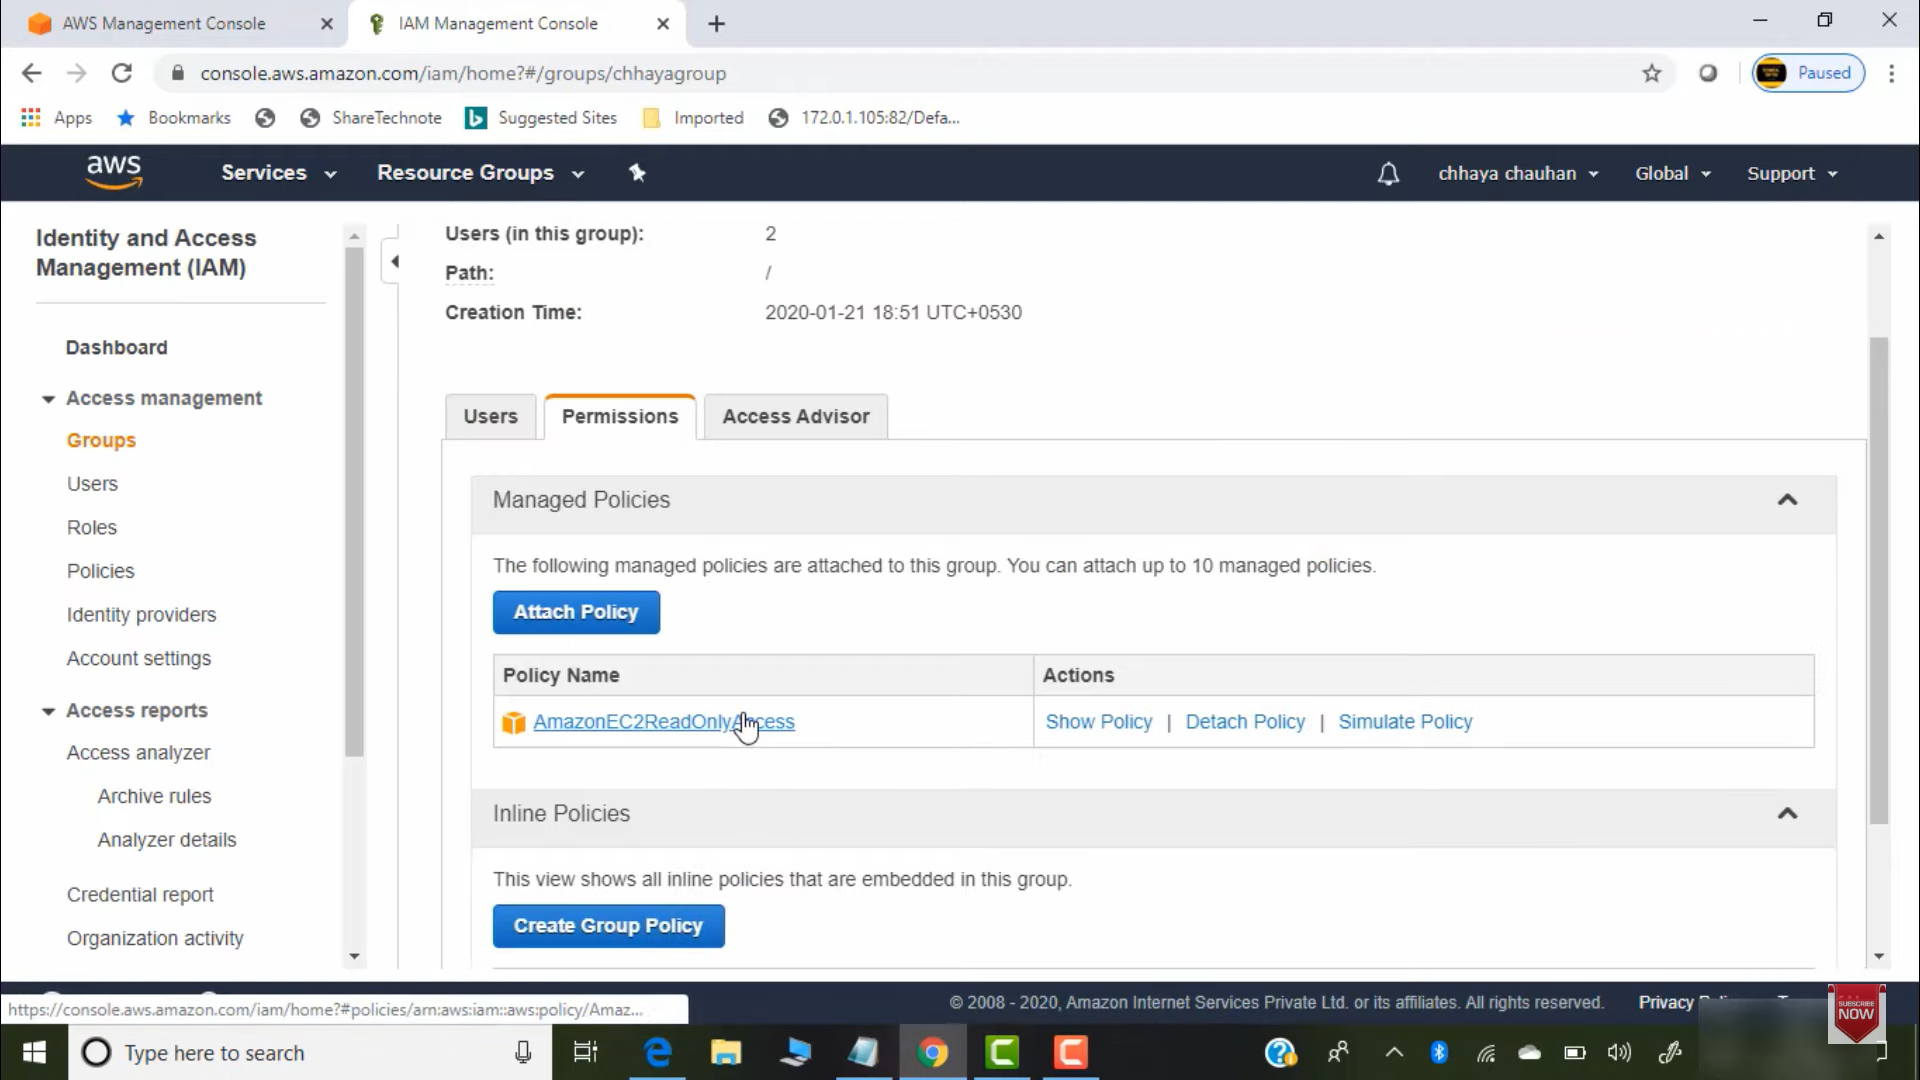 AWS Management Console
IAM Management Console
console.aws.amazon.com/iam/home?#/groups/chhayagroup
Paused
Apps
Bookmarks
ShareTechnote
Suggested Sites
Imported
172.0.1.105:82/Defa...
aws
Services
Resource Groups
chhaya chauhan
Global
Support
Identity and Access
Management (IAM)
Dashboard
Access management
Groups
Users
Roles
Policies
Identity providers
Account settings
Access reports
Access analyzer
Archive rules
Analyzer details
Credential report
Organization activity
Users (in this group): 2
Path: /
Creation Time: 2020-01-21 18:51 UTC+0530
Users
Permissions
Access Advisor
Managed Policies
The following managed policies are attached to this group. You can attach up to 10 managed policies.
Attach Policy
Policy Name Actions
AmazonEC2ReadOnlyAccess Show Policy | Detach Policy | Simulate Policy
Inline Policies
This view shows all inline policies that are embedded in this group.
Create Group Policy
https://console.aws.amazon.com/iam/home?#policies/arn:aws:iam::aws:policy/Amaz...
© 2008 - 2020, Amazon Internet Services Private Ltd. or its affiliates. All rights reserved.
Privacy
SUBSCRIBE
NOW
Type here to search